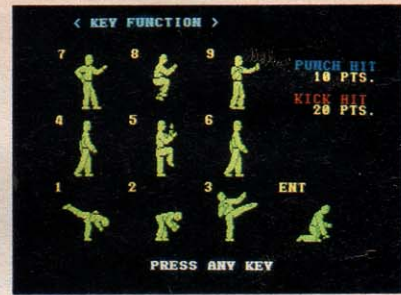 < KEY FUNCTION >
7 8 9
PUNCH HIT
10 PTS.
KICK HIT
20 PTS.
4 5 6
1 2 3 ENT
PRESS ANY KEY